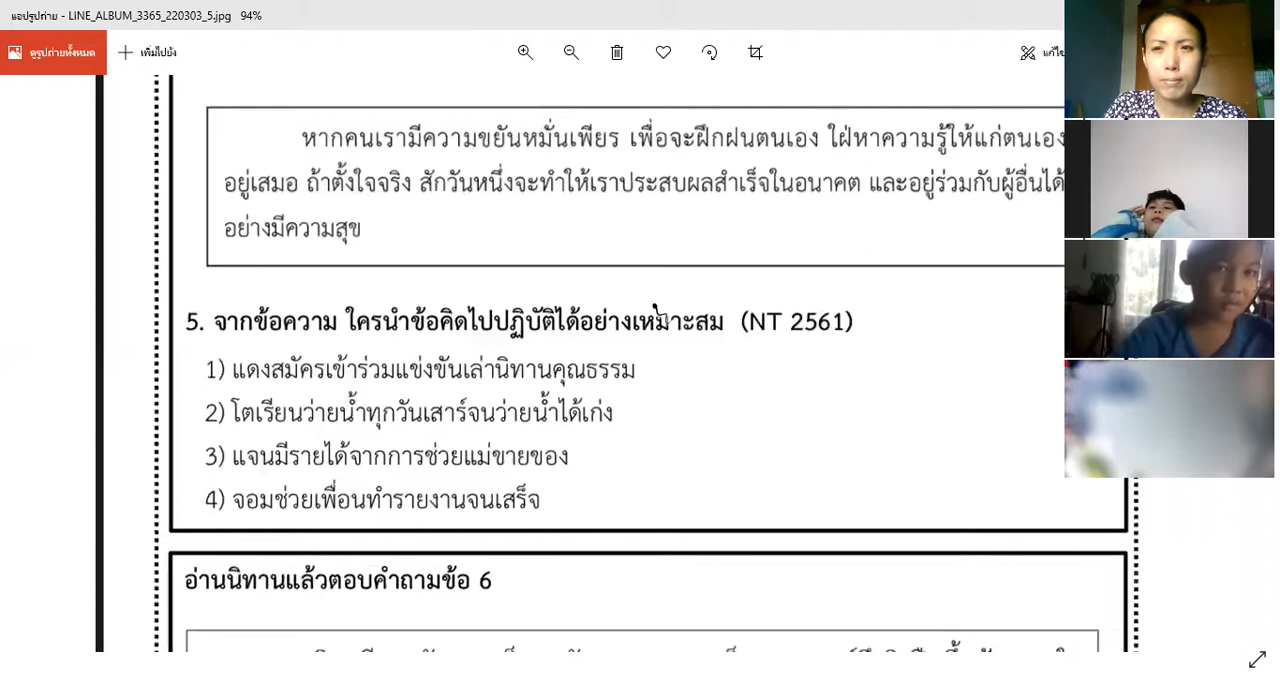 แอปรูปถ่าย - LINE_ALBUM_3365_220303_5.jpg 94%
ดูรูปถ่ายทั้งหมด
เพิ่มไปยัง
หากคนเรามีความขยันหมั่นเพียร เพื่อจะฝึกฝนตนเอง ใฝ่หาความรู้ให้แก่ตนเอง
อยู่เสมอ ถ้าตั้งใจจริง สักวันหนึ่งจะทำให้เราประสบผลสำเร็จในอนาคต และอยู่ร่วมกับผู้อื่นได้
อย่างมีความสุข
5. จากข้อความ ใครนำข้อคิดไปปฏิบัติได้อย่างเหมาะสม (NT 2561)
1) แดงสมัครเข้าร่วมแข่งขันเล่านิทานคุณธรรม
2) โตเรียนว่ายน้ำทุกวันเสาร์จนว่ายน้ำได้เก่ง
3) แจนมีรายได้จากการช่วยแม่ขายของ
4) จอมช่วยเพื่อนทำรายงานจนเสร็จ
อ่านนิทานแล้วตอบคำถามข้อ 6